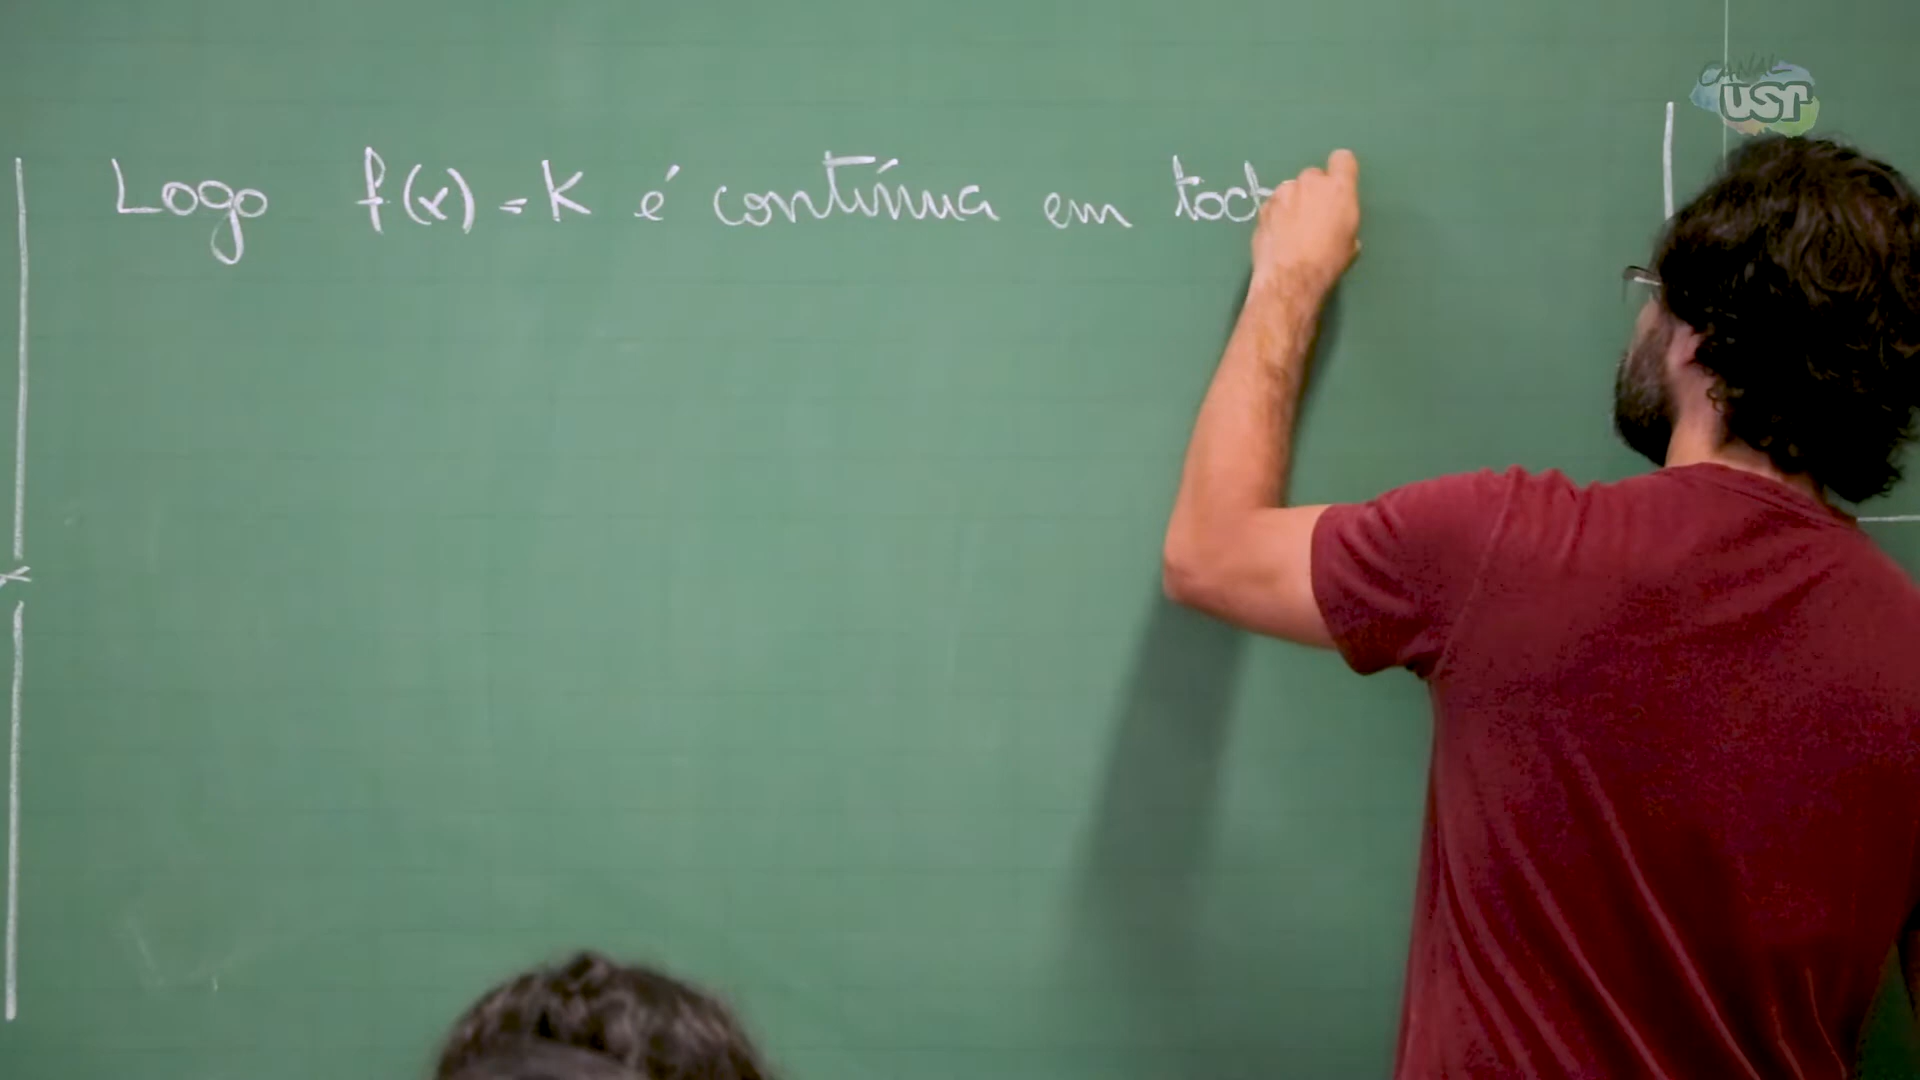 CANAL
USP
Logo f(x) = K é contínua em tod